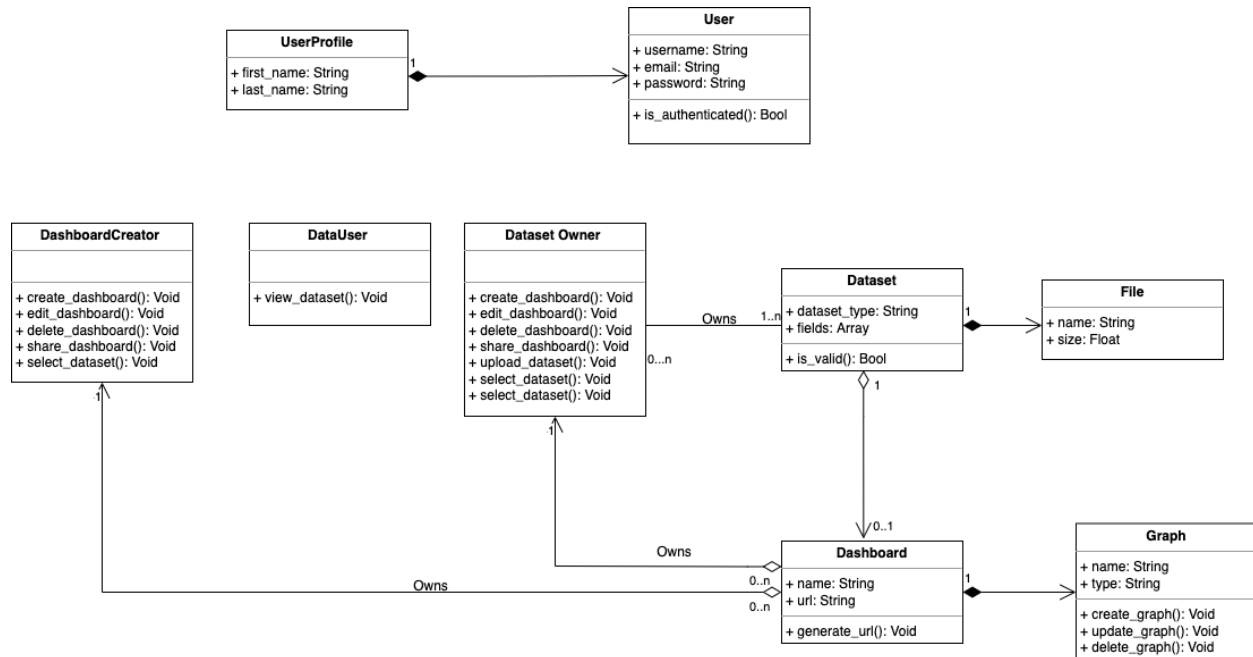 User
+ username: String
+ email: String
+ password: String
+ is_authenticated(): Bool
UserProfile
+ first_name: String
+ last_name: String
1
DashboardCreator
+ create_dashboard(): Void
+ edit_dashboard(): Void
+ delete_dashboard(): Void
+ share_dashboard(): Void
+ select_dataset(): Void
1
DataUser
+ view_dataset(): Void
Dataset Owner
+ create_dashboard(): Void
+ edit_dashboard(): Void
+ delete_dashboard(): Void
+ share_dashboard(): Void
+ upload_dataset(): Void
+ select_dataset(): Void
+ select_dataset(): Void
1
Owns
1..n
0...n
Dataset
+ dataset_type: String
+ fields: Array
+ is_valid(): Bool
1
1
File
+ name: String
+ size: Float
0..1
Dashboard
+ name: String
+ url: String
+ generate_url(): Void
Owns
0..n
Owns
0..n
1
Graph
+ name: String
+ type: String
+ create_graph(): Void
+ update_graph(): Void
+ delete_graph(): Void